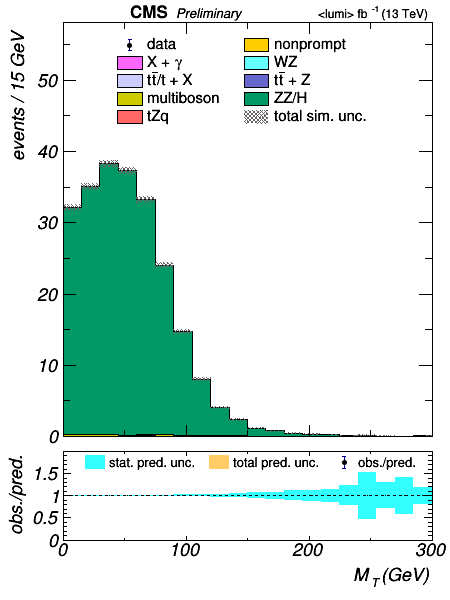 CMS Preliminary <lumi> fb⁻¹ (13 TeV)
events / 15 GeV
data nonprompt
X + γ WZ
tt̄/t + X tt̄ + Z
multiboson ZZ/H
tZq total sim. unc.
50
40
30
20
10
0
obs./pred.
stat. pred. unc. total pred. unc. obs./pred.
1.5
1
0.5
0
0 100 200 300
M_T (GeV)